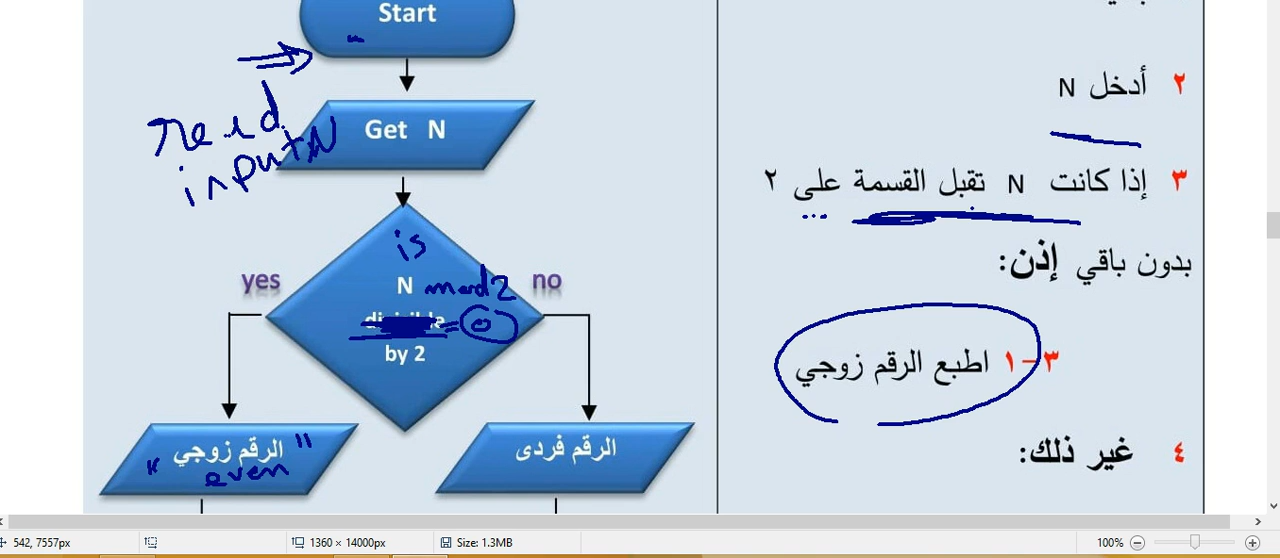 Start
read
input N
Get N
yes
is
N mod 2
= 0
by 2
no
الرقم زوجي
" even "
الرقم فردى
٢ أدخل N
٣ إذا كانت N تقبل القسمة على ٢
بدون باقي إذن:
٣-١ اطبع الرقم زوجي
٤ غير ذلك:
542, 7557px
1360 × 14000px
Size: 1.3MB
100%